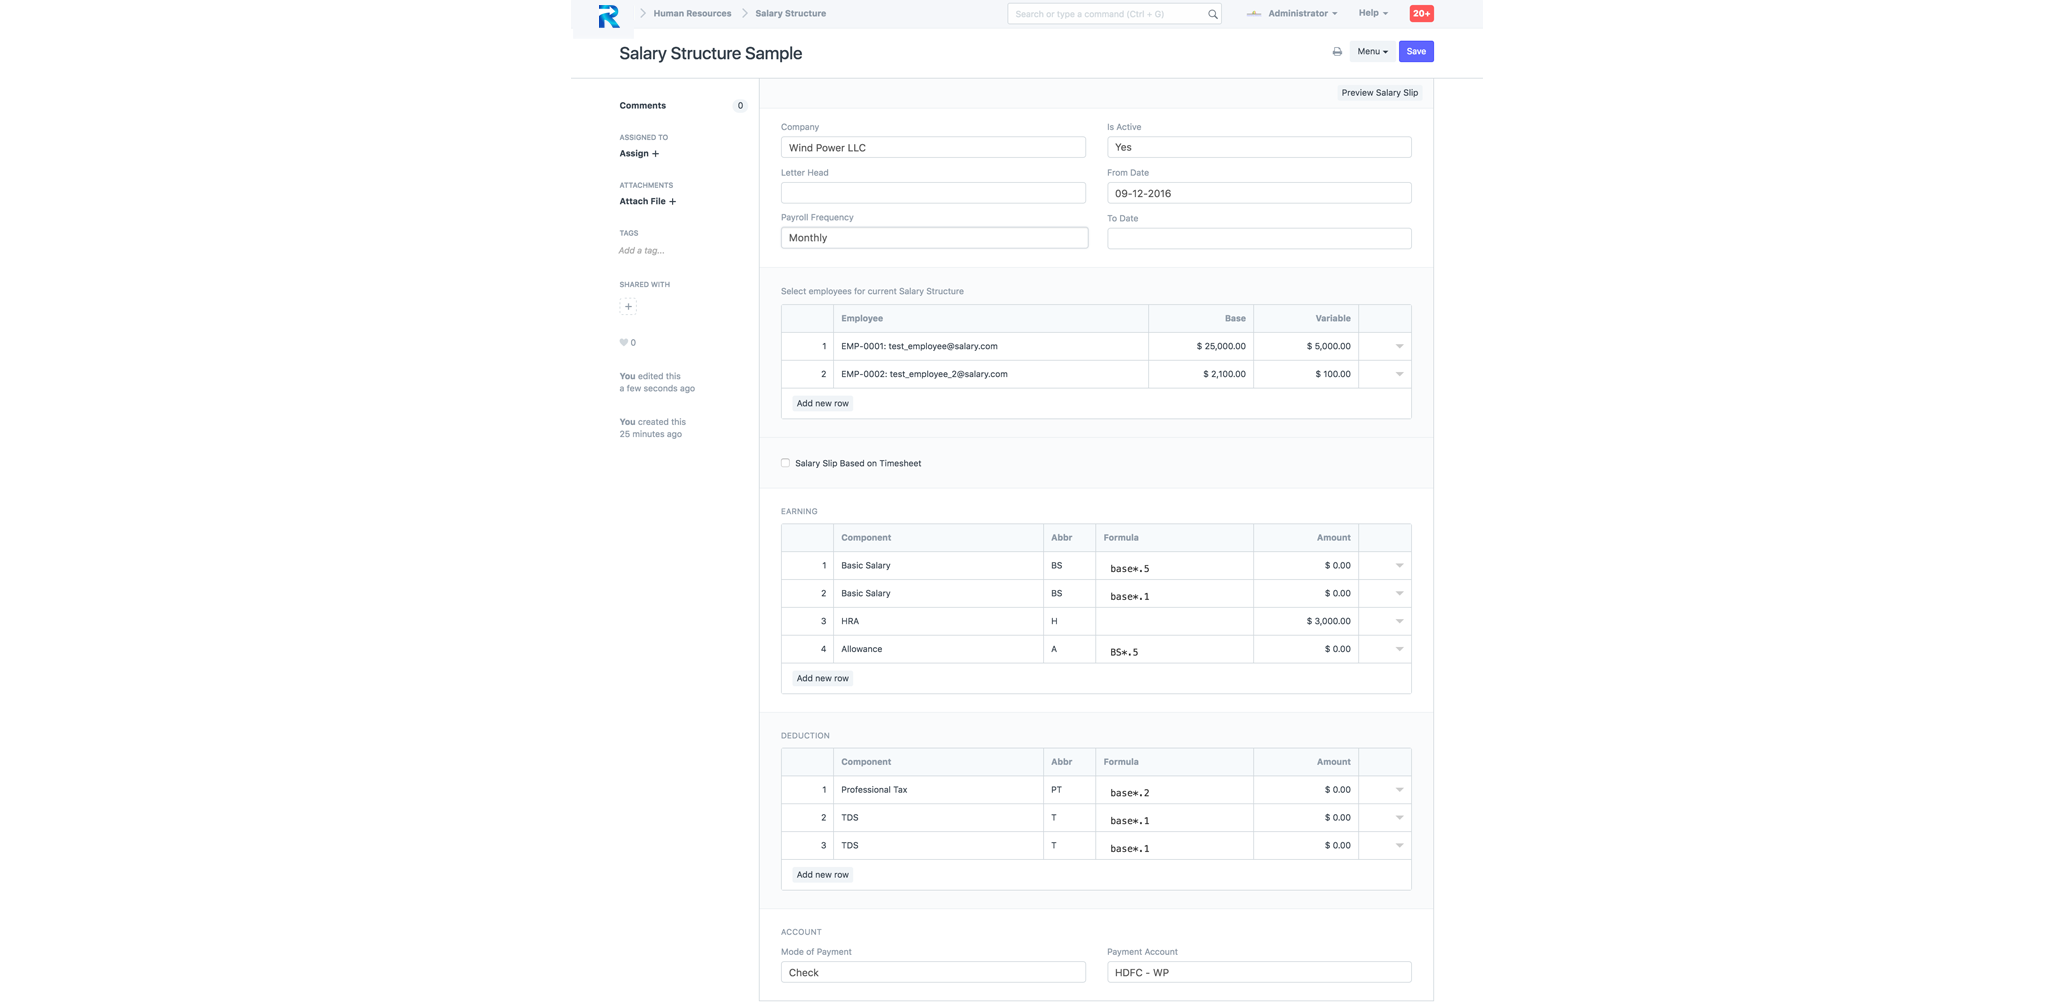 R Human Resources Salary Structure Search or type a command (Ctrl + G) Administrator Help 20+
Salary Structure Sample Menu Save
Comments 0
ASSIGNED TO
Assign +
ATTACHMENTS
Attach File +
TAGS
Add a tag...
SHARED WITH
+
0
You edited this
a few seconds ago
You created this
25 minutes ago
Preview Salary Slip
Company
Wind Power LLC
Is Active
Yes
Letter Head
From Date
09-12-2016
Payroll Frequency
Monthly
To Date
Select employees for current Salary Structure
Employee Base Variable
1 EMP-0001: test_employee@salary.com $ 25,000.00 $ 5,000.00
2 EMP-0002: test_employee_2@salary.com $ 2,100.00 $ 100.00
Add new row
Salary Slip Based on Timesheet
EARNING
Component Abbr Formula Amount
1 Basic Salary BS base*.5 $ 0.00
2 Basic Salary BS base*.1 $ 0.00
3 HRA H $ 3,000.00
4 Allowance A BS*.5 $ 0.00
Add new row
DEDUCTION
Component Abbr Formula Amount
1 Professional Tax PT base*.2 $ 0.00
2 TDS T base*.1 $ 0.00
3 TDS T base*.1 $ 0.00
Add new row
ACCOUNT
Mode of Payment
Check
Payment Account
HDFC - WP